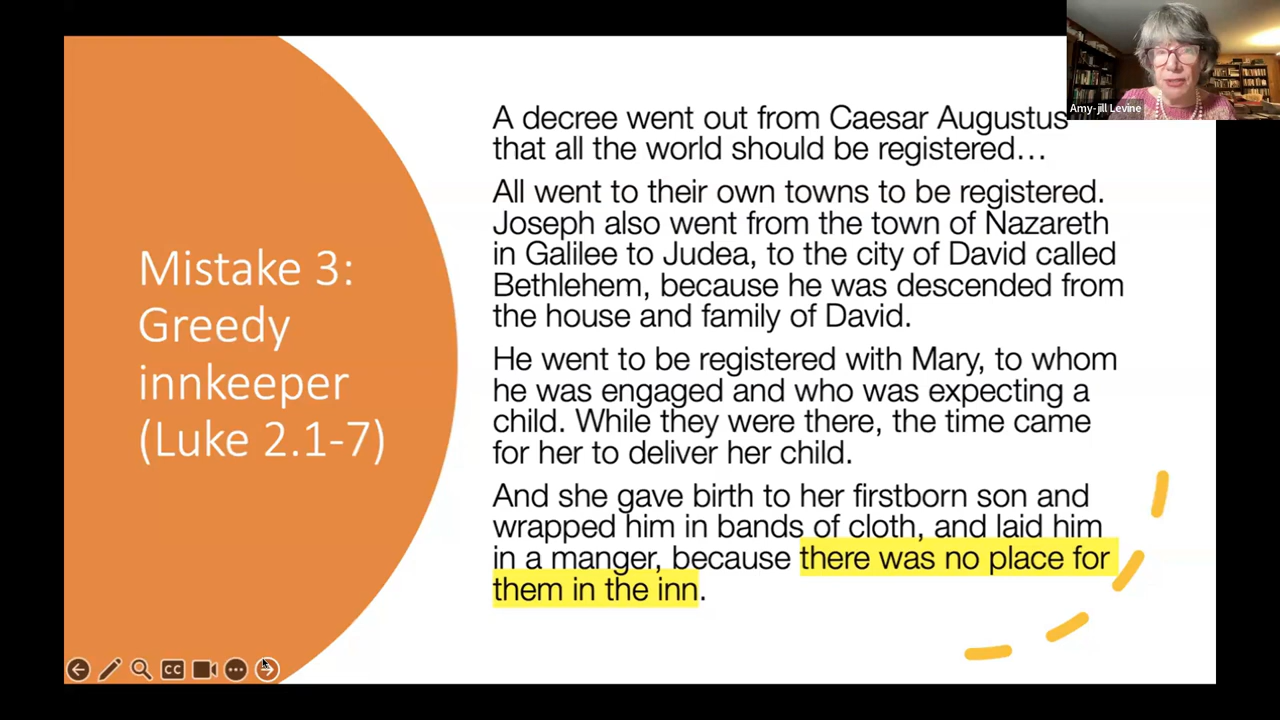 Amy-jill Levine
A decree went out from Caesar Augustus
that all the world should be registered…
All went to their own towns to be registered.
Joseph also went from the town of Nazareth
in Galilee to Judea, to the city of David called
Bethlehem, because he was descended from
the house and family of David.
He went to be registered with Mary, to whom
he was engaged and who was expecting a
child. While they were there, the time came
for her to deliver her child.
And she gave birth to her firstborn son and
wrapped him in bands of cloth, and laid him
in a manger, because there was no place for
them in the inn.
Mistake 3:
Greedy
innkeeper
(Luke 2.1-7)
CC